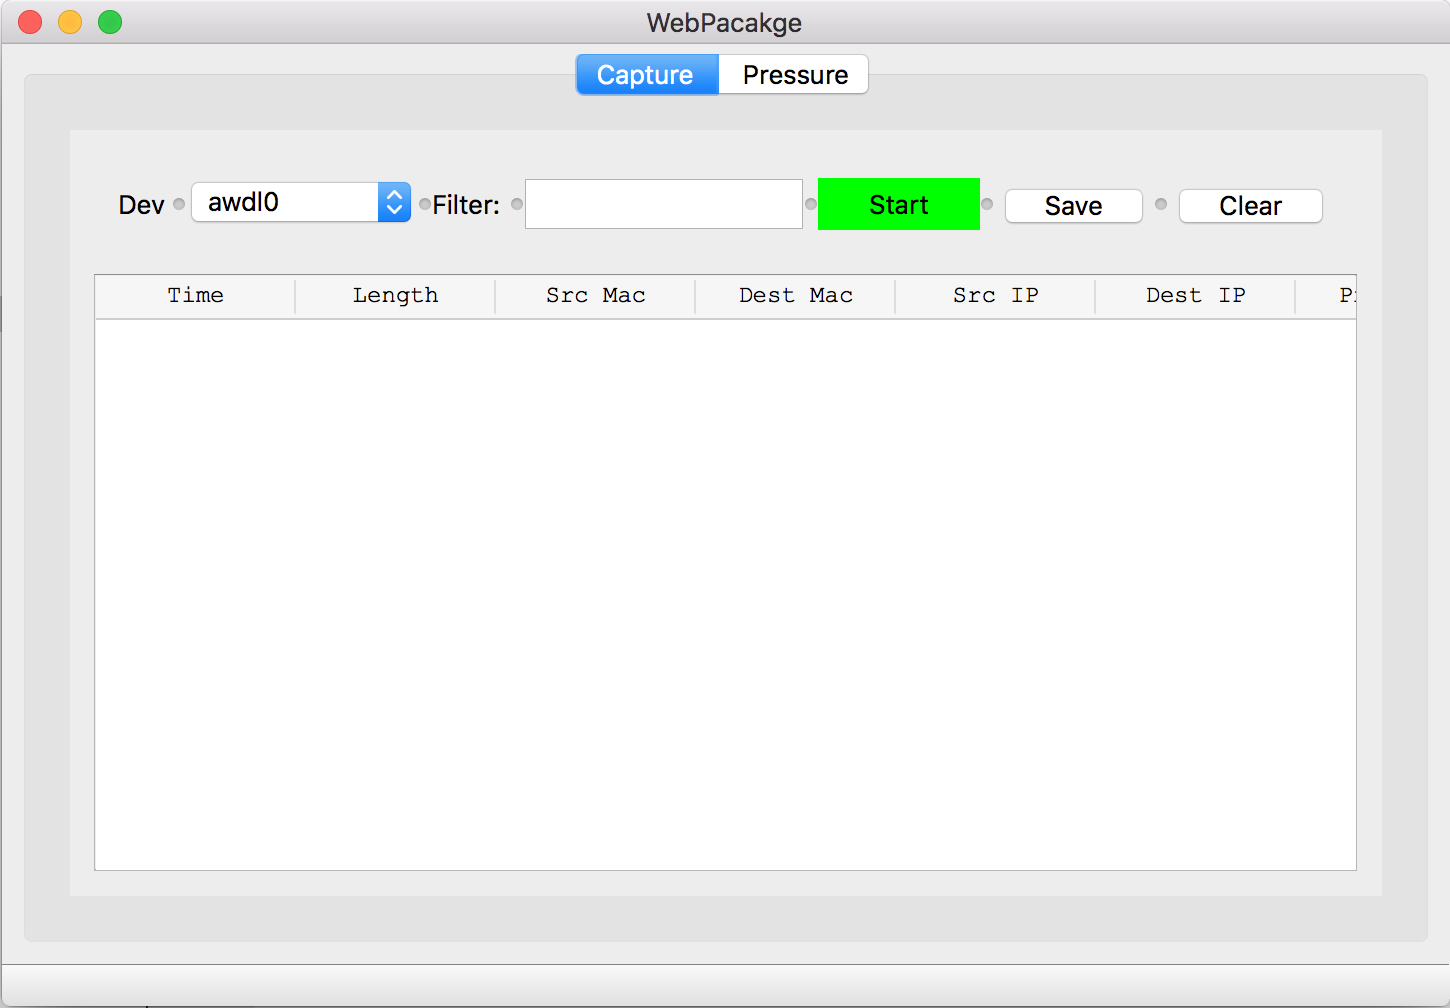 WebPacakge
Capture Pressure
Dev awdl0 Filter: Start Save Clear
Time Length Src Mac Dest Mac Src IP Dest IP